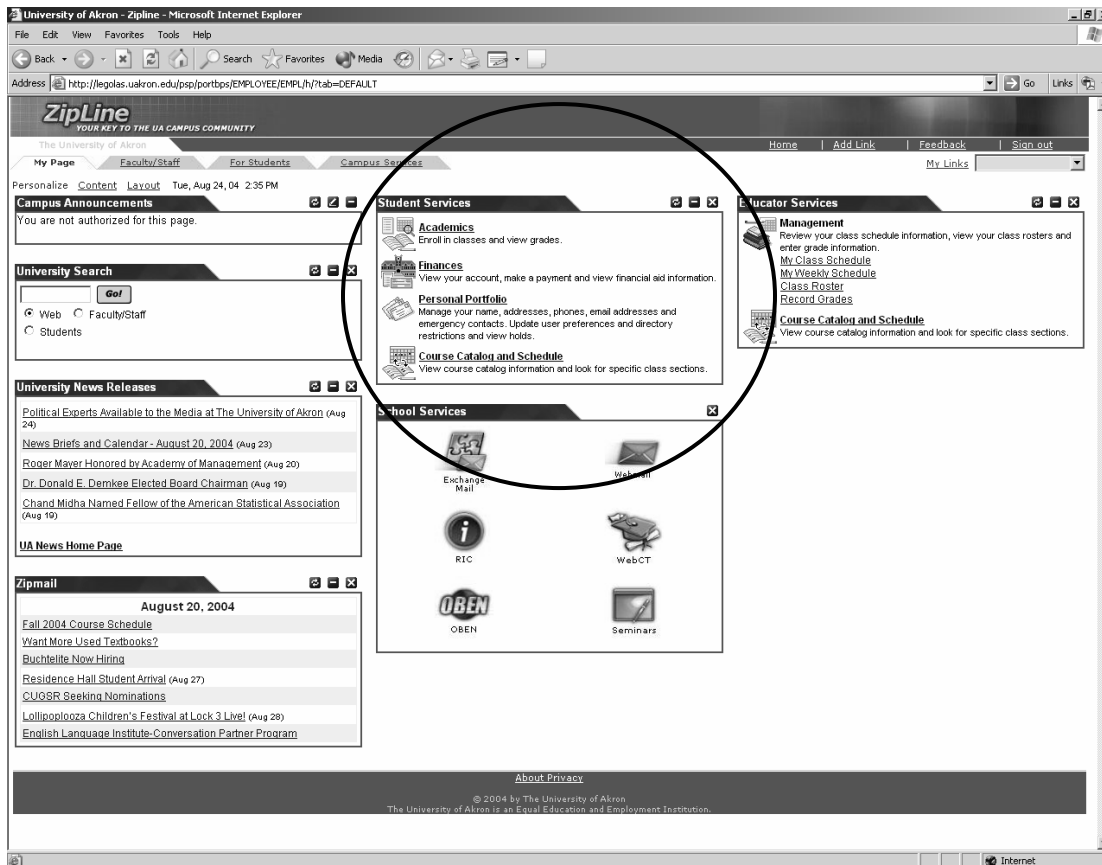 University of Akron - Zipline - Microsoft Internet Explorer
File Edit View Favorites Tools Help
Back Search Favorites Media
Address http://legolas.uakron.edu/psp/portbps/EMPLOYEE/EMPL/h/?tab=DEFAULT Go Links
ZipLine
YOUR KEY TO THE UA CAMPUS COMMUNITY
The University of Akron
Home | Add Link | Feedback | Sign out
My Page Faculty/Staff For Students Campus Services
My Links
Personalize Content Layout Tue, Aug 24, 04 2:35 PM
Campus Announcements
You are not authorized for this page.
University Search
Go!
Web Faculty/Staff
Students
University News Releases
Political Experts Available to the Media at The University of Akron (Aug
24)
News Briefs and Calendar - August 20, 2004 (Aug 23)
Roger Mayer Honored by Academy of Management (Aug 20)
Dr. Donald E. Demkee Elected Board Chairman (Aug 19)
Chand Midha Named Fellow of the American Statistical Association
(Aug 19)
UA News Home Page
Zipmail
August 20, 2004
Fall 2004 Course Schedule
Want More Used Textbooks?
Buchtelite Now Hiring
Residence Hall Student Arrival (Aug 27)
CUGSR Seeking Nominations
Lollipoplooza Children's Festival at Lock 3 Live! (Aug 28)
English Language Institute-Conversation Partner Program
Student Services
Academics
Enroll in classes and view grades.
Finances
View your account, make a payment and view financial aid information.
Personal Portfolio
Manage your name, addresses, phones, email addresses and
emergency contacts. Update user preferences and directory
restrictions and view holds.
Course Catalog and Schedule
View course catalog information and look for specific class sections.
School Services
Exchange
Mail
Webmail
RIC
WebCT
OBEN
OBEN
Seminars
Educator Services
Management
Review your class schedule information, view your class rosters and
enter grade information.
My Class Schedule
My Weekly Schedule
Class Roster
Record Grades
Course Catalog and Schedule
View course catalog information and look for specific class sections.
About Privacy
© 2004 by The University of Akron
The University of Akron is an Equal Education and Employment Institution.
Internet